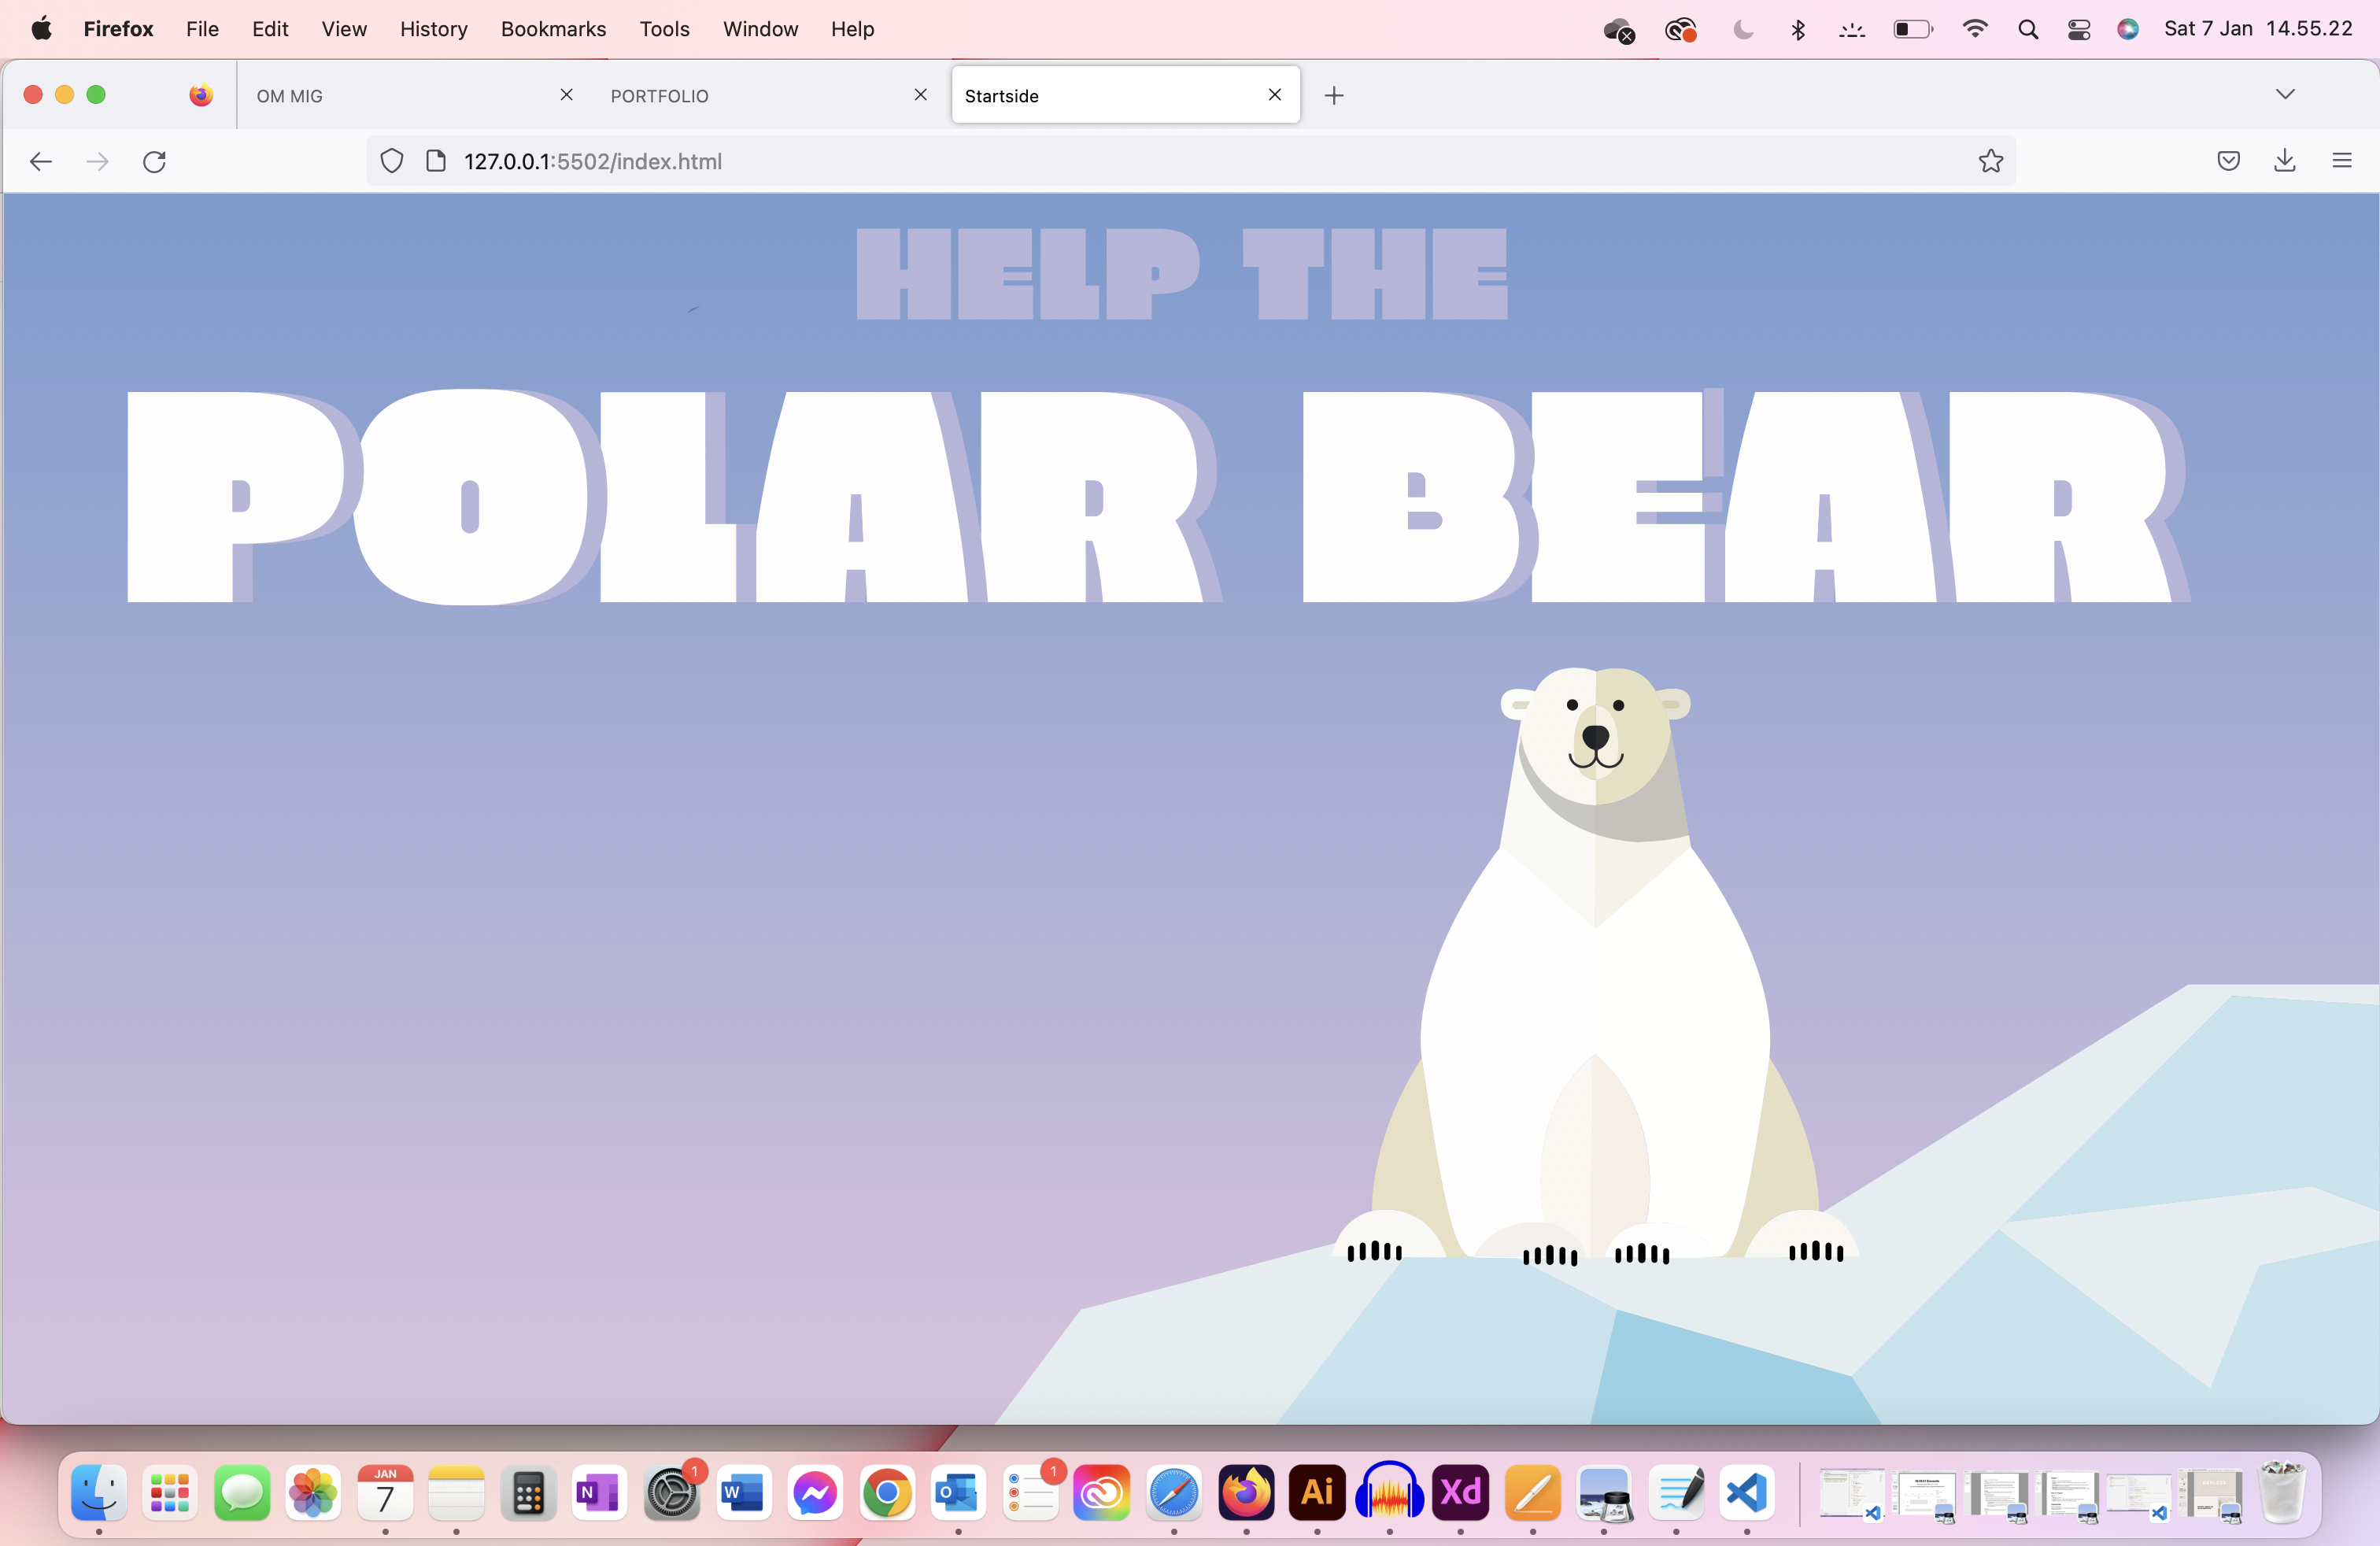 Firefox File Edit View History Bookmarks Tools Window Help Sat 7 Jan 14.55.22
OM MIG PORTFOLIO Startside
127.0.0.1:5502/index.html
HELP THE
POLAR BEAR
JAN
7
N
1
W
O
1
Ai
Xd